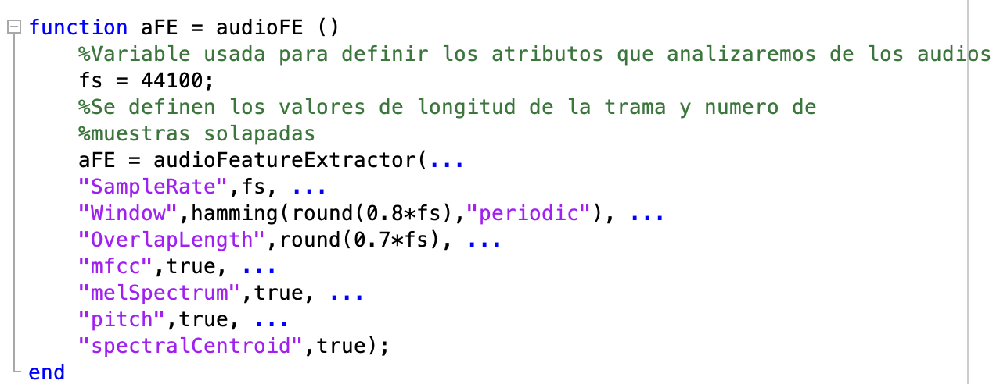 function aFE = audioFE ()
%Variable usada para definir los atributos que analizaremos de los audios
fs = 44100;
%Se definen los valores de longitud de la trama y numero de
%muestras solapadas
aFE = audioFeatureExtractor(...
"SampleRate",fs, ...
"Window",hamming(round(0.8*fs),"periodic"), ...
"OverlapLength",round(0.7*fs), ...
"mfcc",true, ...
"melSpectrum",true, ...
"pitch",true, ...
"spectralCentroid",true);
end